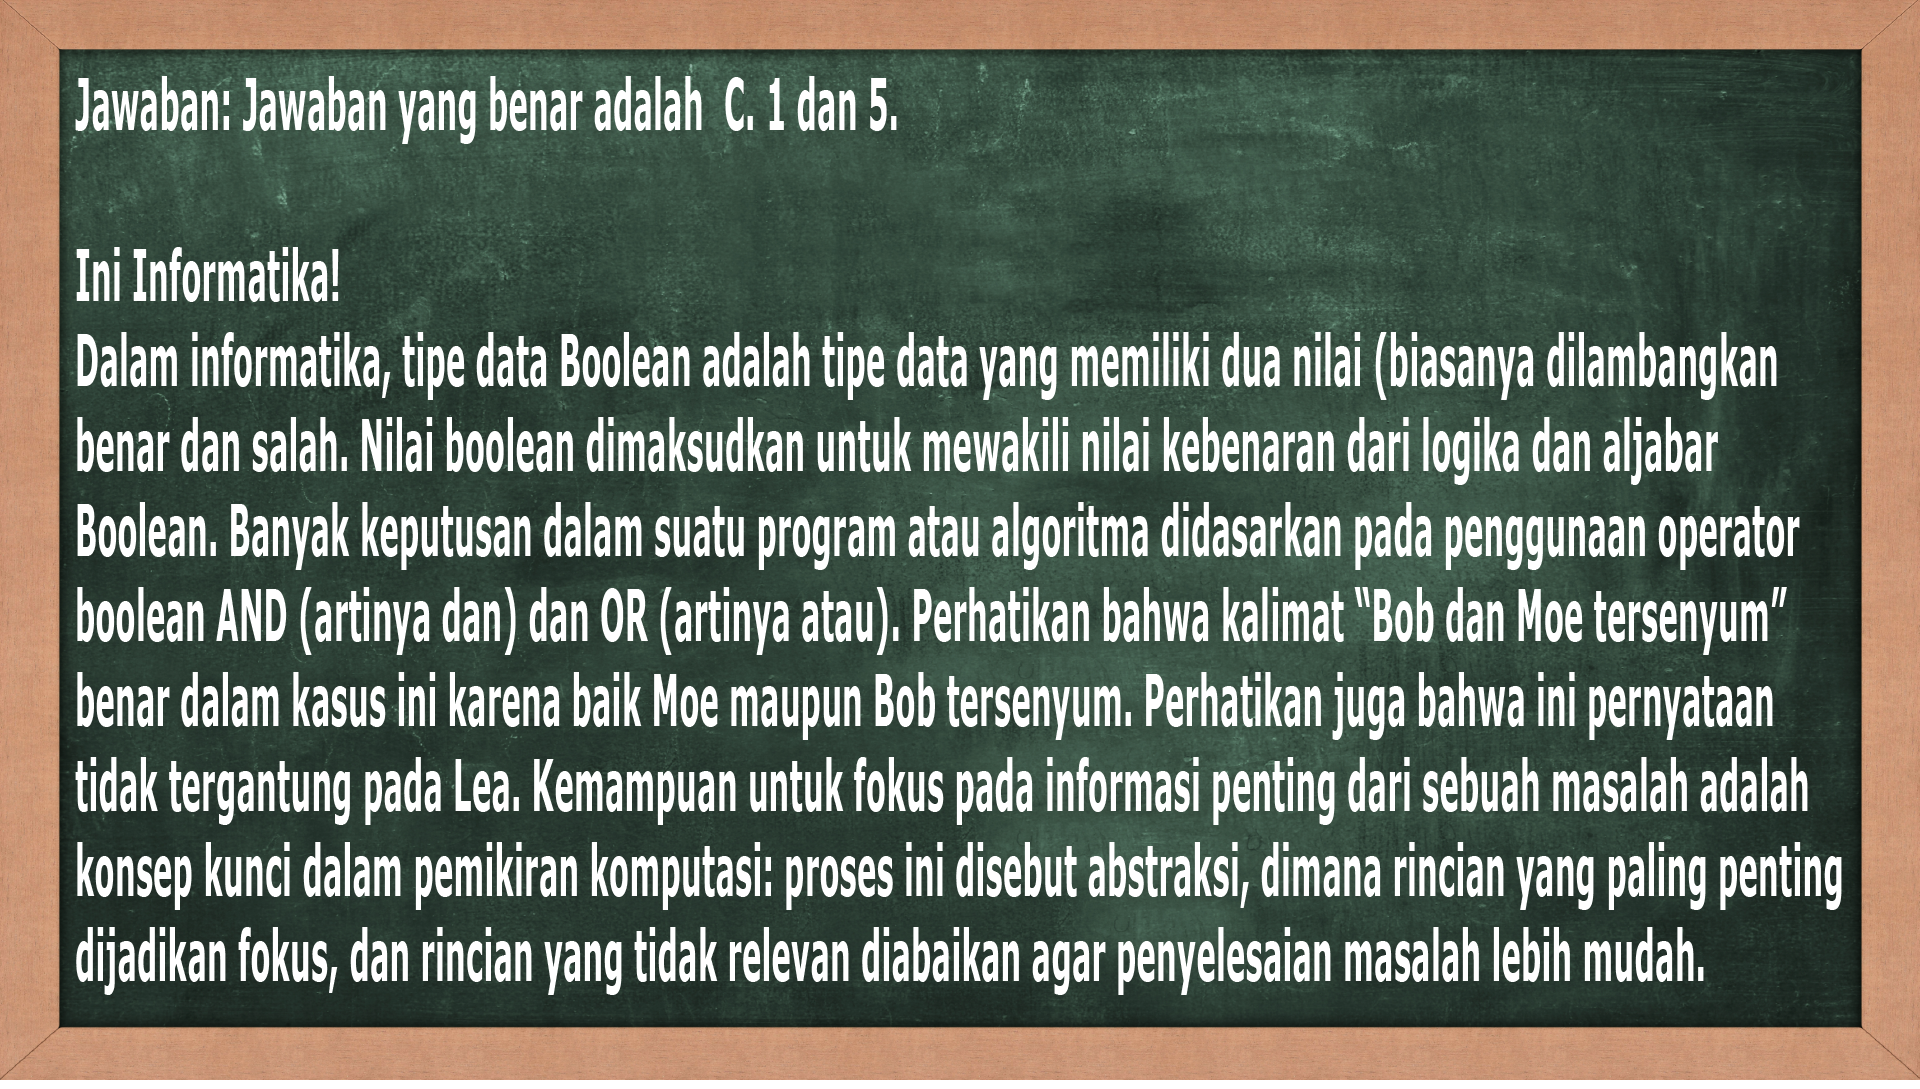 Jawaban: Jawaban yang benar adalah  C. 1 dan 5.
Ini Informatika!
Dalam informatika, tipe data Boolean adalah tipe data yang memiliki dua nilai (biasanya dilambangkan
benar dan salah. Nilai boolean dimaksudkan untuk mewakili nilai kebenaran dari logika dan aljabar
Boolean. Banyak keputusan dalam suatu program atau algoritma didasarkan pada penggunaan operator
boolean AND (artinya dan) dan OR (artinya atau). Perhatikan bahwa kalimat “Bob dan Moe tersenyum”
benar dalam kasus ini karena baik Moe maupun Bob tersenyum. Perhatikan juga bahwa ini pernyataan
tidak tergantung pada Lea. Kemampuan untuk fokus pada informasi penting dari sebuah masalah adalah
konsep kunci dalam pemikiran komputasi: proses ini disebut abstraksi, dimana rincian yang paling penting
dijadikan fokus, dan rincian yang tidak relevan diabaikan agar penyelesaian masalah lebih mudah.